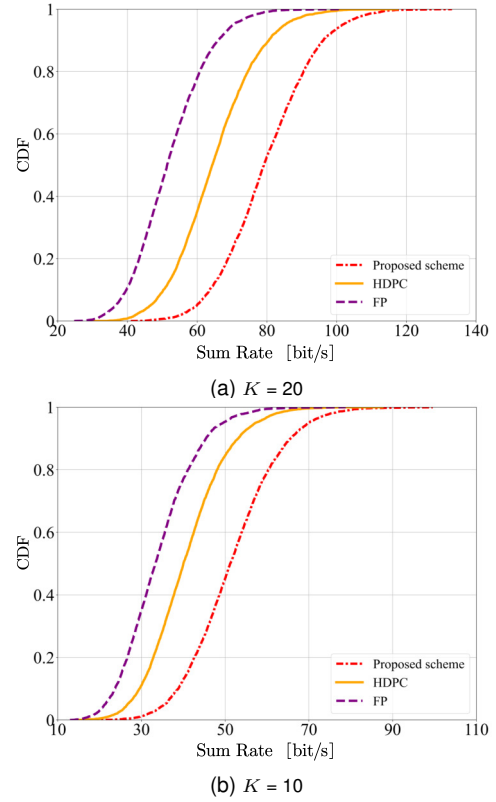 1
0.8
0.6
0.4
0.2
0
CDF
20 40 60 80 100 120 140
Sum Rate [bit/s]
Proposed scheme
HDPC
FP
(a) K = 20
1
0.8
0.6
0.4
0.2
0
CDF
10 30 50 70 90 110
Sum Rate [bit/s]
Proposed scheme
HDPC
FP
(b) K = 10